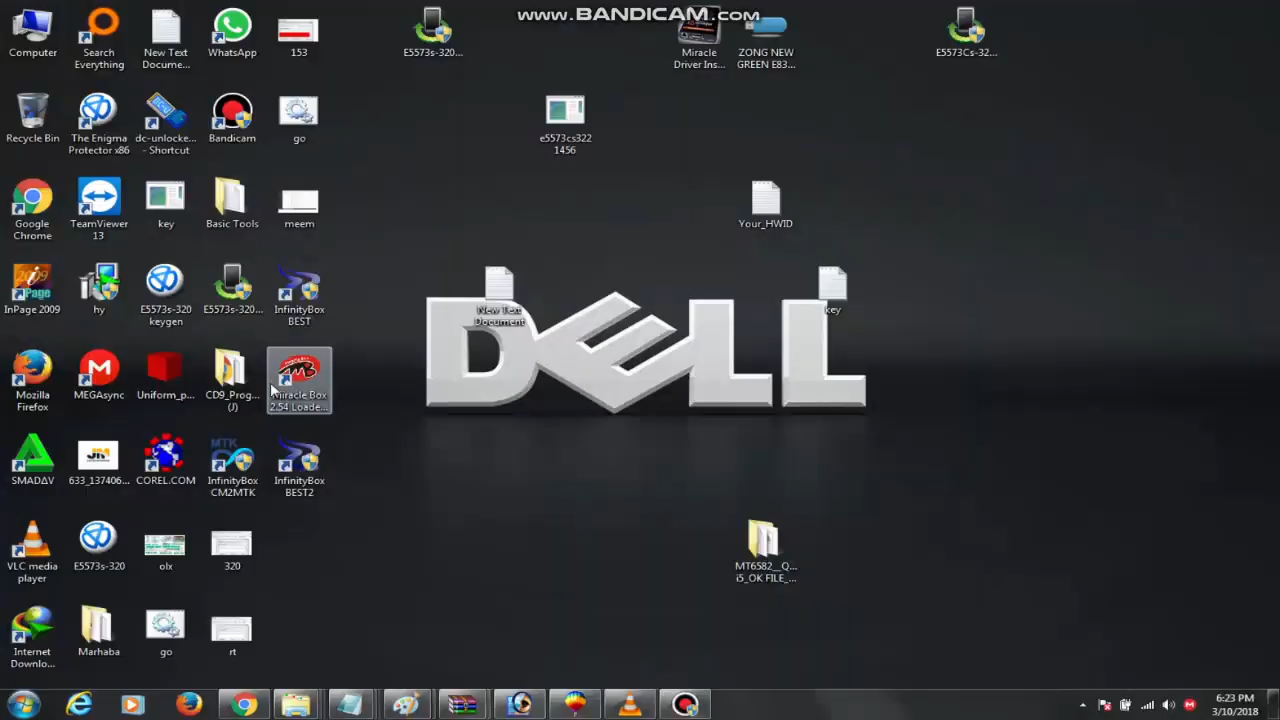 www.BANDICAM.com
Computer
Search
Everything
New Text
Docume...
WhatsApp
153
E5573s-320...
Miracle
Driver Ins...
ZONG NEW
GREEN E83...
E5573Cs-32...
Recycle Bin
The Enigma
Protector x86
dc-unlocke...
- Shortcut
Bandicam
go
e5573cs322
1456
Google
Chrome
TeamViewer
13
key
Basic Tools
meem
Your_HWID
InPage 2009
hy
E5573s-320
keygen
E5573s-320...
InfinityBox
BEST
New Text
Document
key
DELL
Mozilla
Firefox
MEGAsync
Uniform_p...
CD9_Prog...
(J)
Miracle Box
2.54 Loade...
SMADΔV
633_137406...
COREL.COM
MTK
InfinityBox
CM2MTK
InfinityBox
BEST2
VLC media
player
E5573s-320
olx
320
MT6582__Q...
i5_OK FILE_...
Internet
Downlo...
Marhaba
go
rt
6:23 PM
3/10/2018